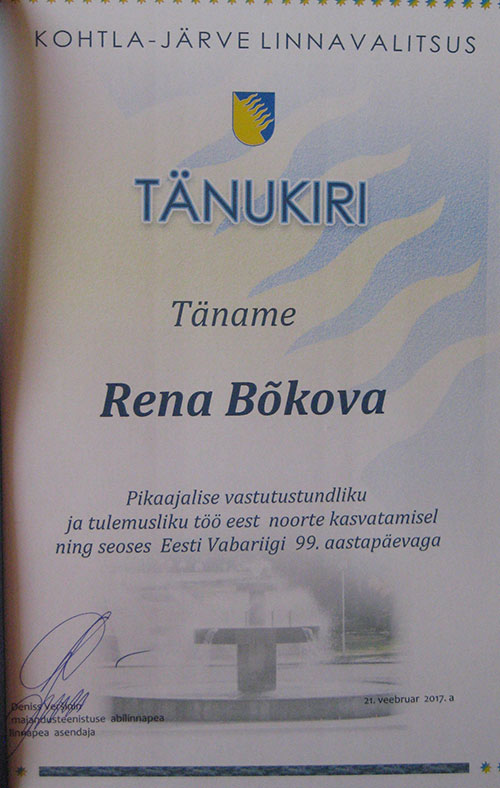 KOHTLA-JÄRVE LINNAVALITSUS
TÄNUKIRI
Täname
Rena Bõkova
Pikaajalise vastutustundliku
ja tulemusliku töö eest noorte kasvatamisel
ning seoses Eesti Vabariigi 99. aastapäevaga
21. veebruar 2017. a
Deniss Veršinin
majandusteenistuse abilinnapea
linnapea asendaja